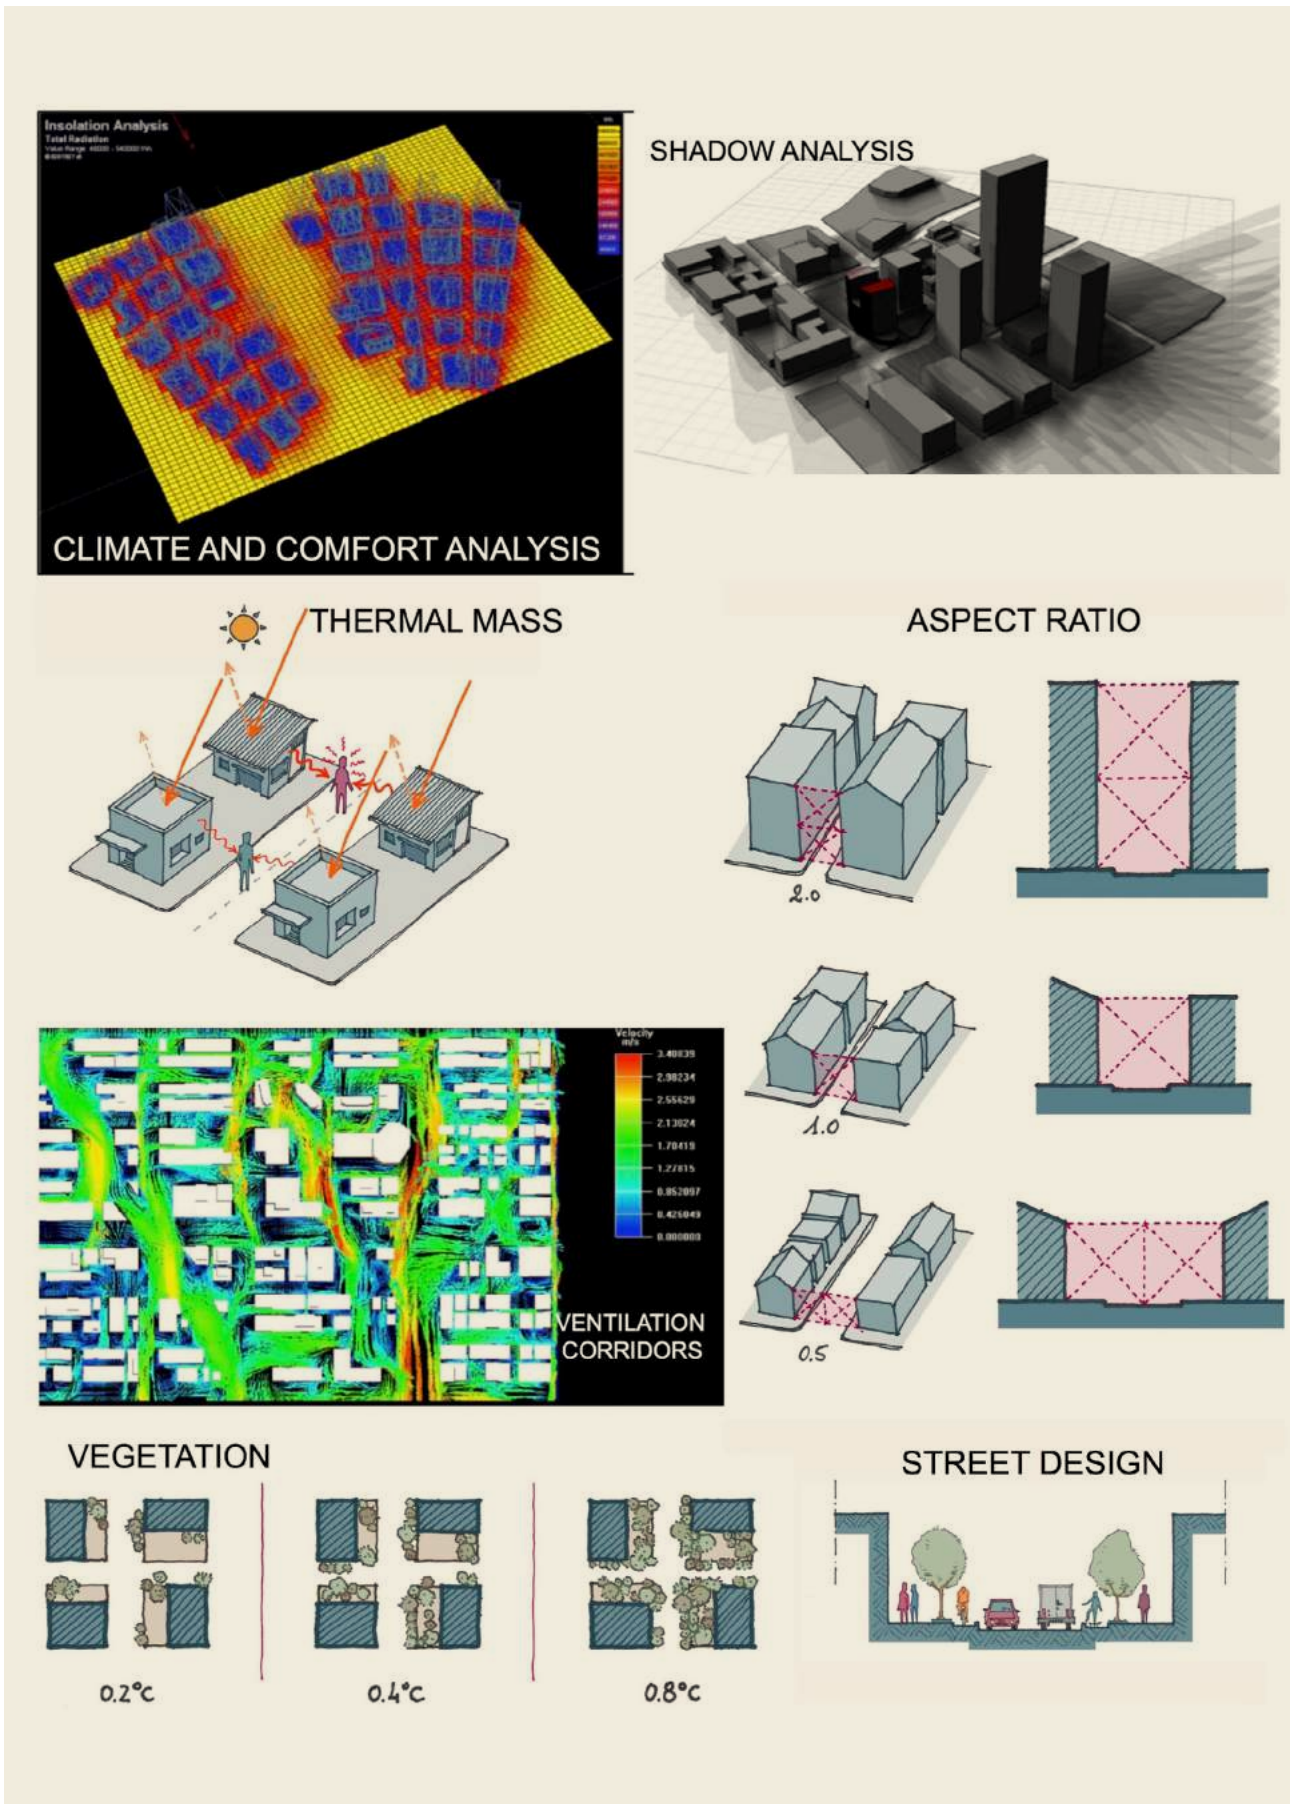 Insolation Analysis
Total Radiation
SHADOW ANALYSIS
CLIMATE AND COMFORT ANALYSIS
THERMAL MASS
ASPECT RATIO
2.0
1.0
0.5
Velocity
m/s
3.40839
2.98234
2.55629
2.13024
1.70419
1.27815
0.852097
0.426049
0.000000
VENTILATION
CORRIDORS
VEGETATION
STREET DESIGN
0.2°C
0.4°C
0.8°C